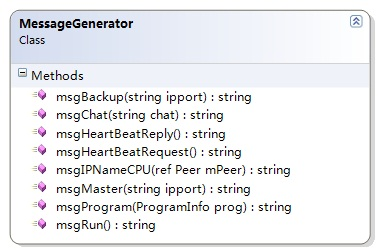 MessageGenerator
Class
Methods
msgBackup(string ipport) : string
msgChat(string chat) : string
msgHeartBeatReply() : string
msgHeartBeatRequest() : string
msgIPNameCPU(ref Peer mPeer) : string
msgMaster(string ipport) : string
msgProgram(ProgramInfo prog) : string
msgRun() : string